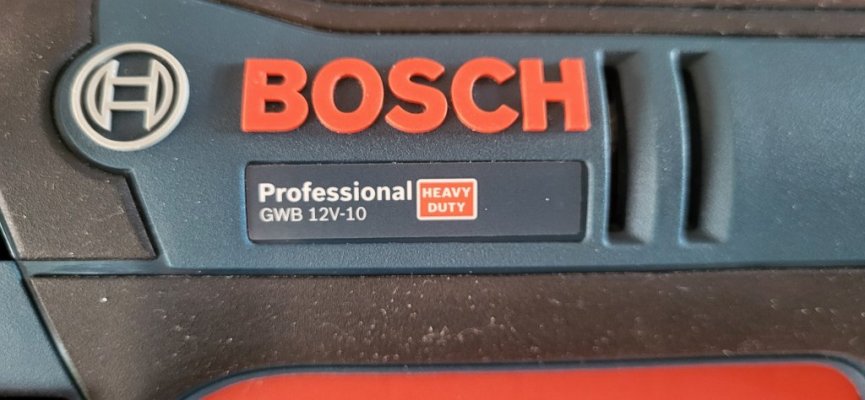 BOSCH
Professional
HEAVY
DUTY
GWB 12V-10